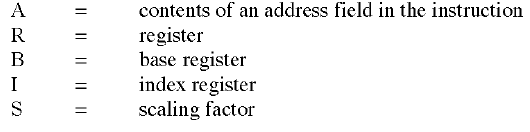 A = contents of an address field in the instruction
R = register
B = base register
I = index register
S = scaling factor